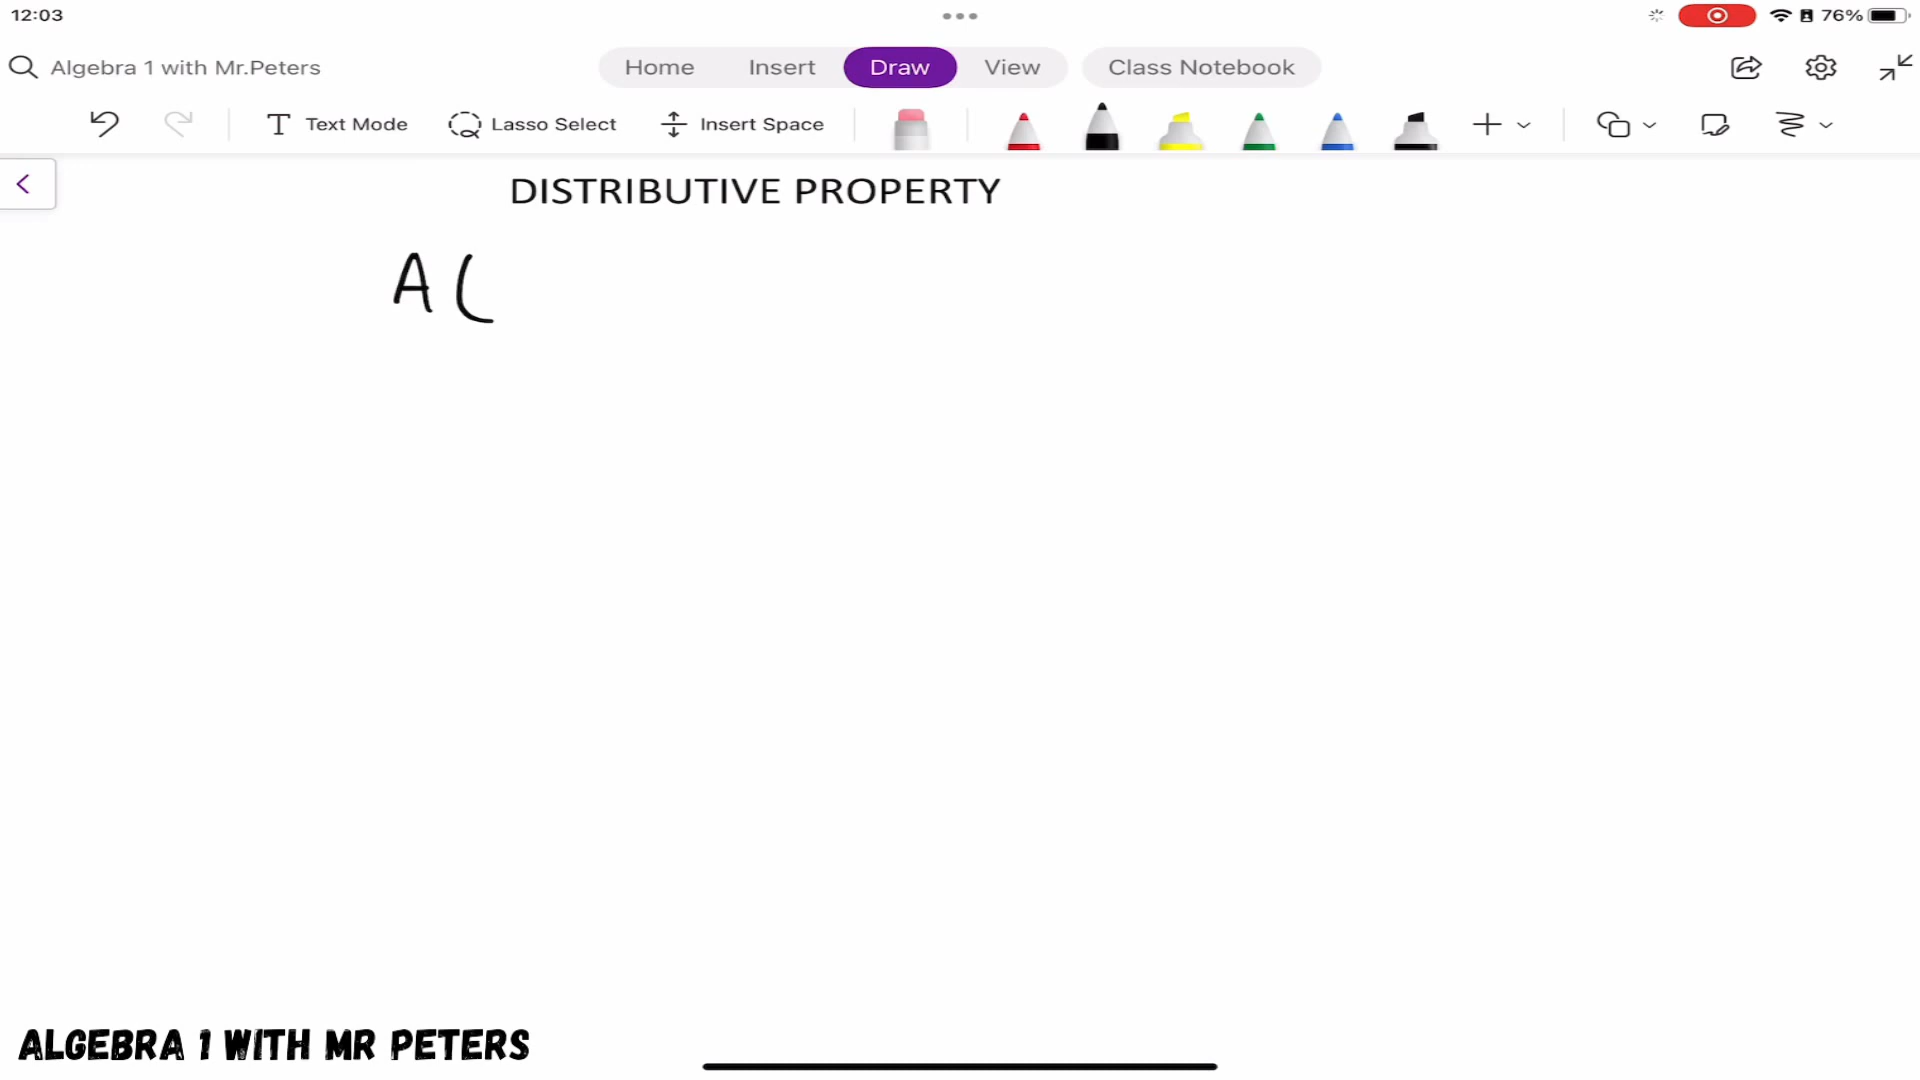 12:03
76%
Algebra 1 with Mr.Peters
Home Insert Draw View Class Notebook
Text Mode Lasso Select Insert Space
DISTRIBUTIVE PROPERTY
A (
ALGEBRA 1 WITH MR PETERS